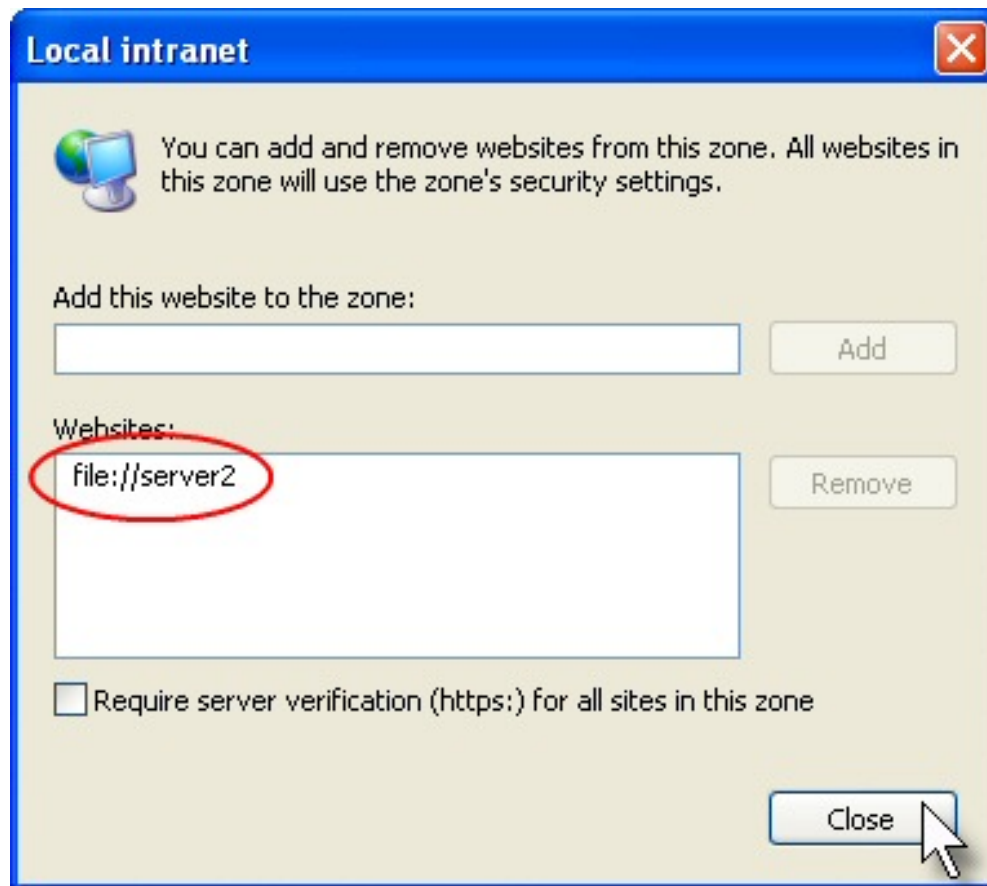 Local intranet
You can add and remove websites from this zone. All websites in
this zone will use the zone's security settings.
Add this website to the zone:
Add
Websites:
file://server2
Remove
Require server verification (https:) for all sites in this zone
Close